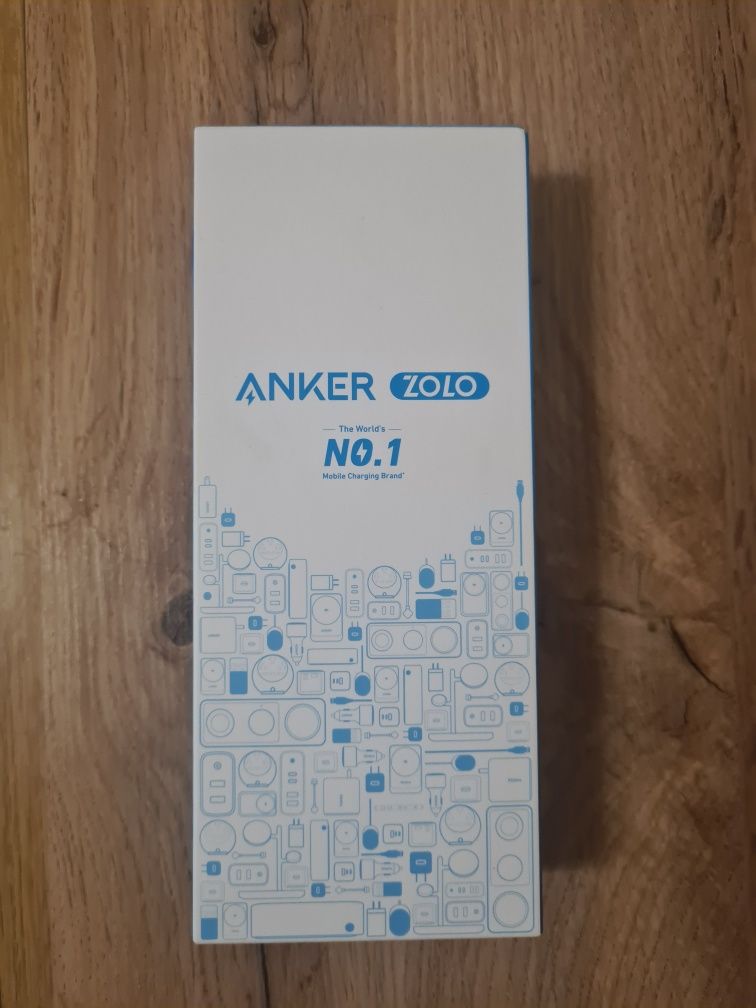 ANKER ZOLO
The World's
NO.1
Mobile Charging Brand*